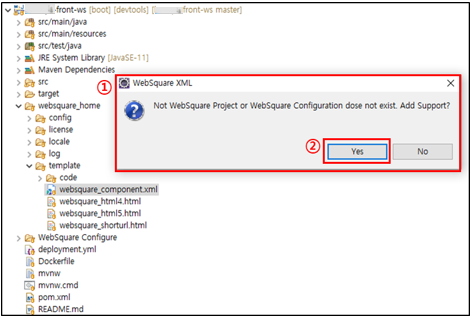 -front-ws [boot] [devtools] [front-ws master]
src/main/java
src/main/resources
src/test/java
JRE System Library [JavaSE-11]
Maven Dependencies
src
target
websquare_home
config
license
locale
log
template
code
websquare_component.xml
websquare_html4.html
websquare_html5.html
websquare_shorturl.html
WebSquare Configure
deployment.yml
Dockerfile
mvnw
mvnw.cmd
pom.xml
README.md
①
WebSquare XML
Not WebSquare Project or WebSquare Configuration dose not exist. Add Support?
②
Yes
No